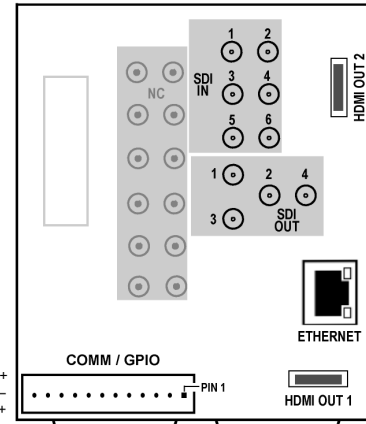 1 2
SDI IN
3 4
5 6
NC
HDMI OUT 2
1 2 4
3
SDI OUT
ETHERNET
COMM / GPIO
PIN 1
HDMI OUT 1
+
–
+